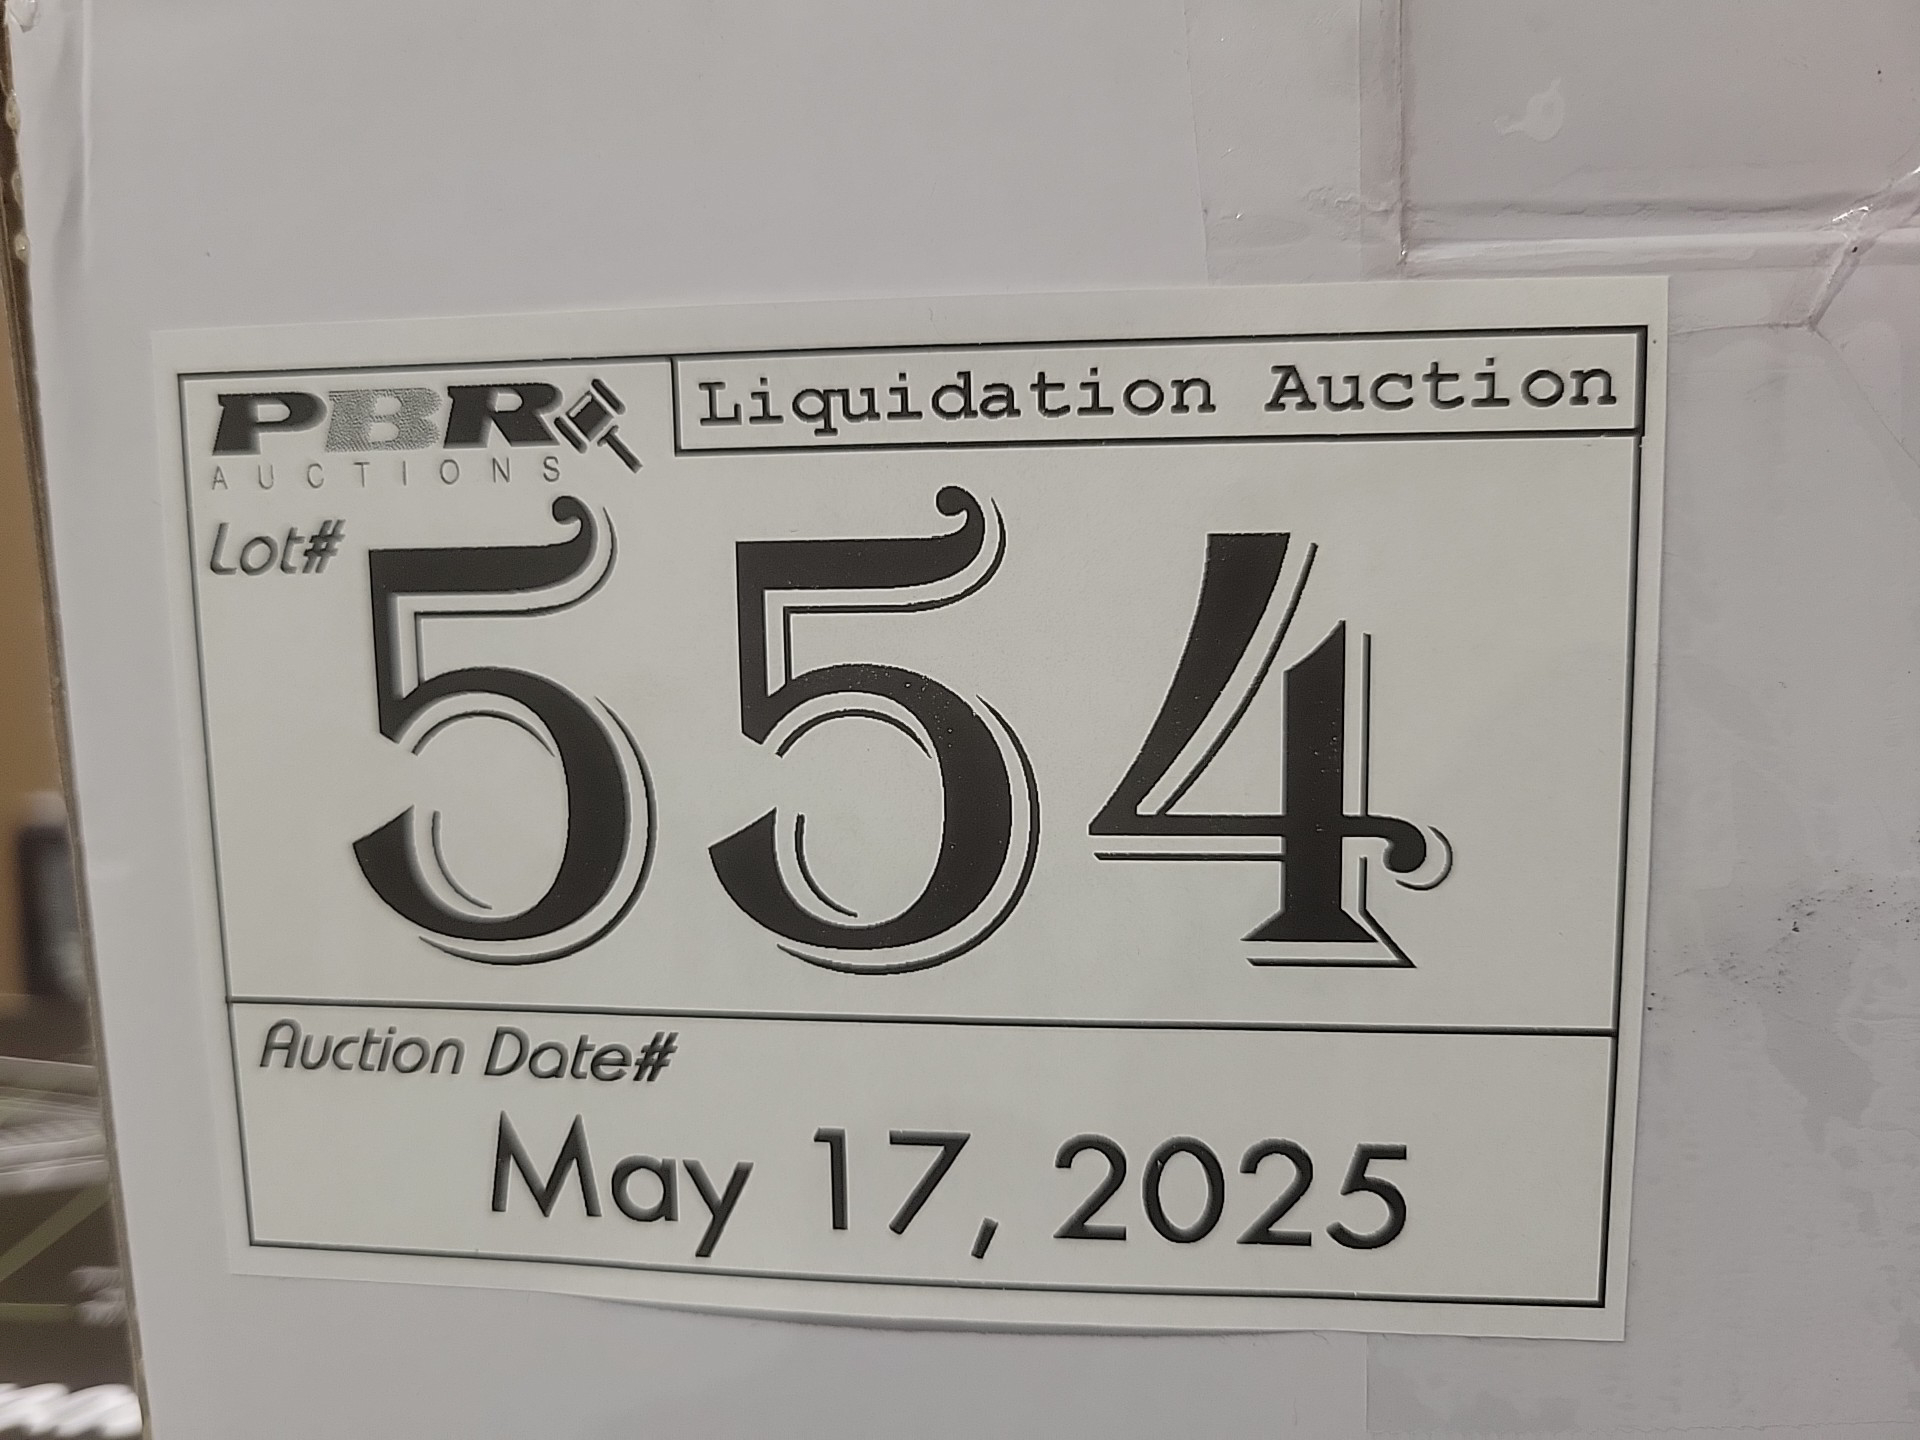 PBR
AUCTIONS
Liquidation Auction
Lot#
554
Auction Date#
May 17, 2025